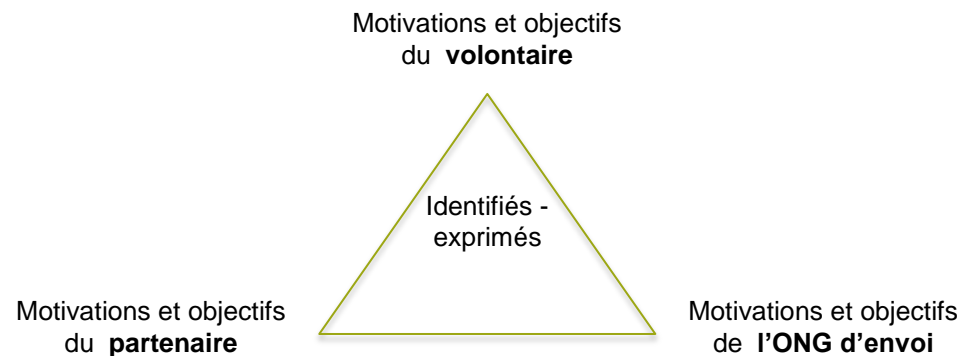 Motivations et objectifs
du volontaire
Identifiés -
exprimés
Motivations et objectifs
du partenaire
Motivations et objectifs
de l'ONG d'envoi